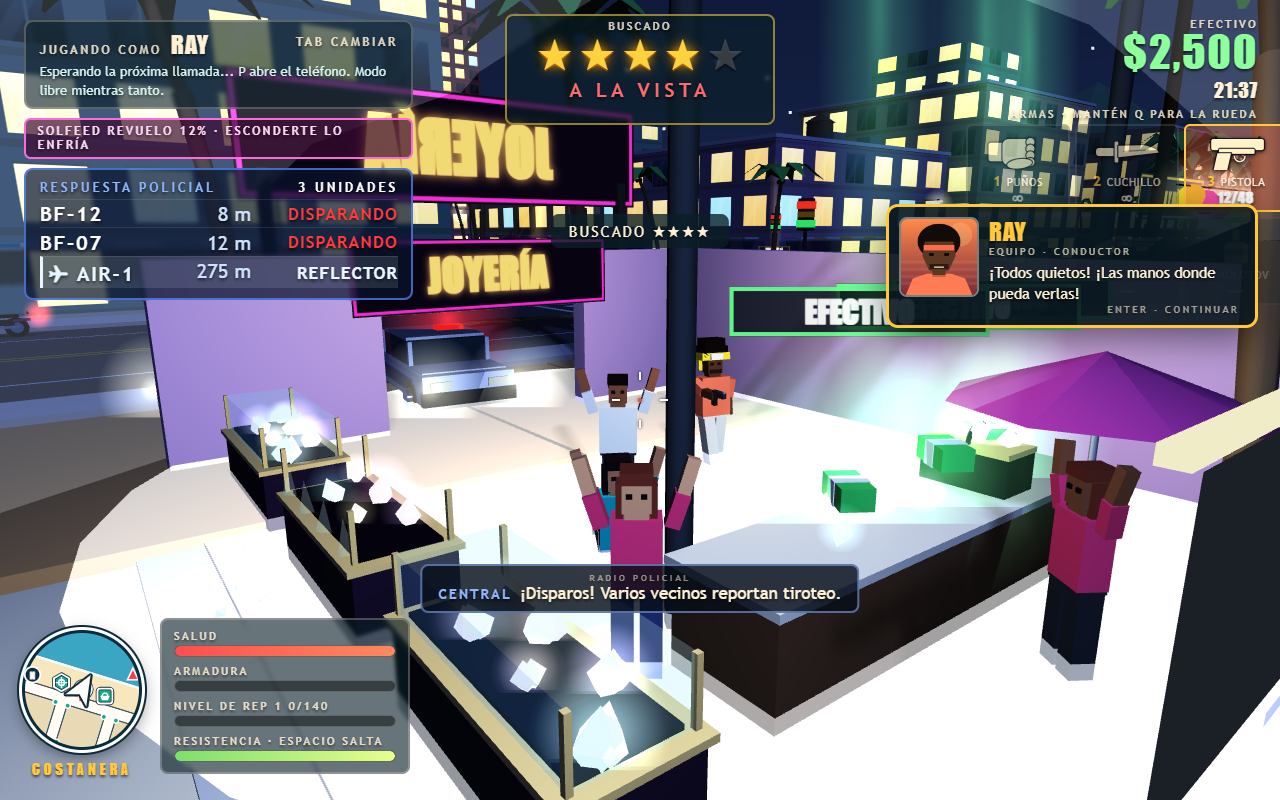 JUGANDO COMO RAY TAB CAMBIAR
Esperando la próxima llamada... P abre el teléfono. Modo
libre mientras tanto.
SOLFEED REVUELO 12% · ESCONDERTE LO
ENFRÍA
RESPUESTA POLICIAL 3 UNIDADES
BF-12 8 m DISPARANDO
BF-07 12 m DISPARANDO
AIR-1 275 m REFLECTOR
BUSCADO
A LA VISTA
EFECTIVO
$2,500
21:37
ARMAS · MANTÉN Q PARA LA RUEDA
1 PUÑOS 2 CUCHILLO 3 PISTOLA
∞ ∞ 12/48
JOYERÍA
BUSCADO ★★★★
JOYERÍA
EFECTIVO
RAY
EQUIPO - CONDUCTOR
¡Todos quietos! ¡Las manos donde
pueda verlas!
ENTER - CONTINUAR
RADIO POLICIAL
CENTRAL ¡Disparos! Varios vecinos reportan tiroteo.
SALUD
ARMADURA
NIVEL DE REP 1 0/140
RESISTENCIA · ESPACIO SALTA
COSTANERA